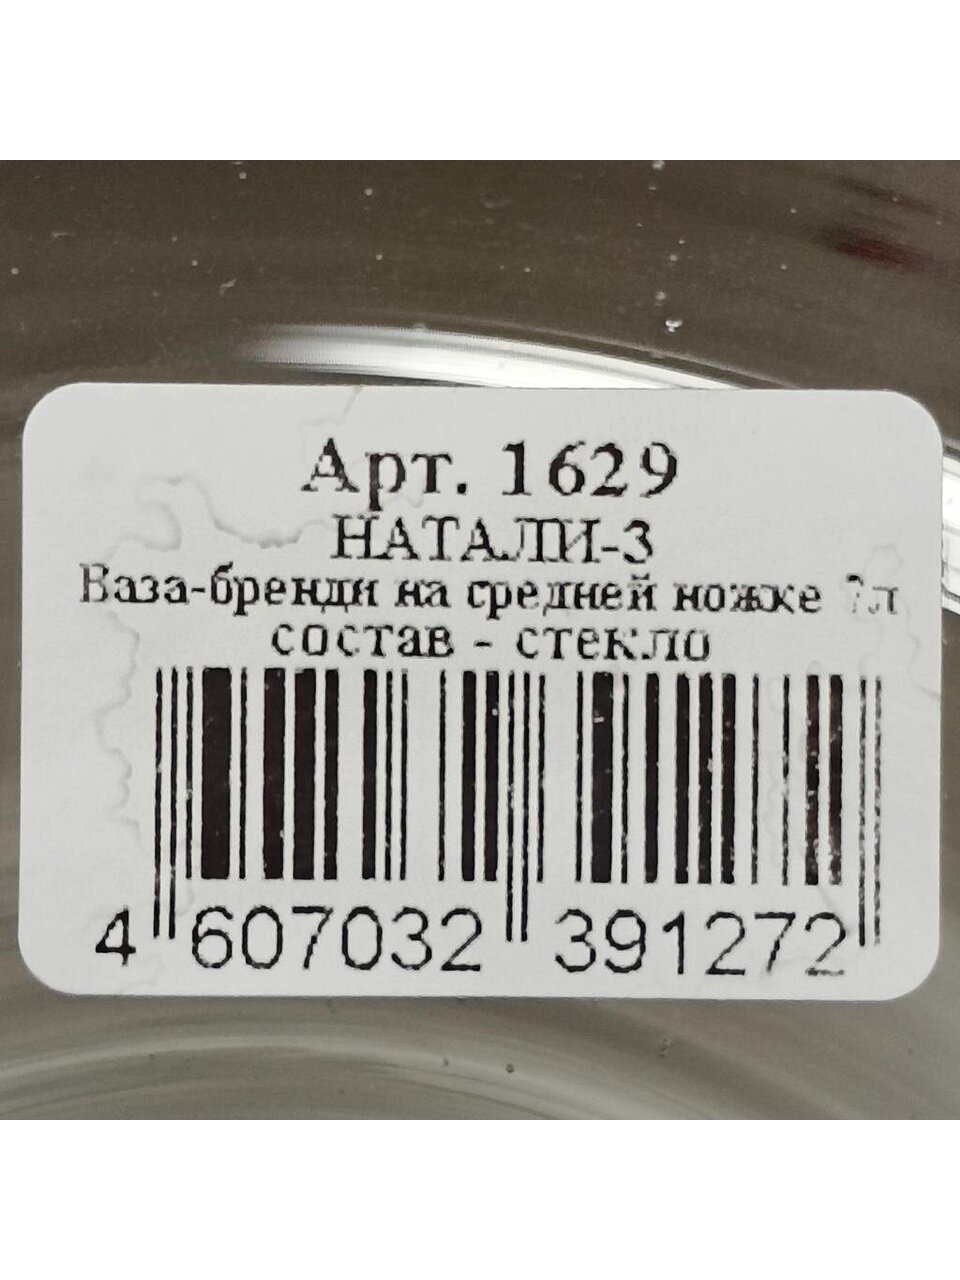 Арт. 1629
НАТАЛИ-3
Ваза-бренди на средней ножке
состав - стекло
4 607032 391272